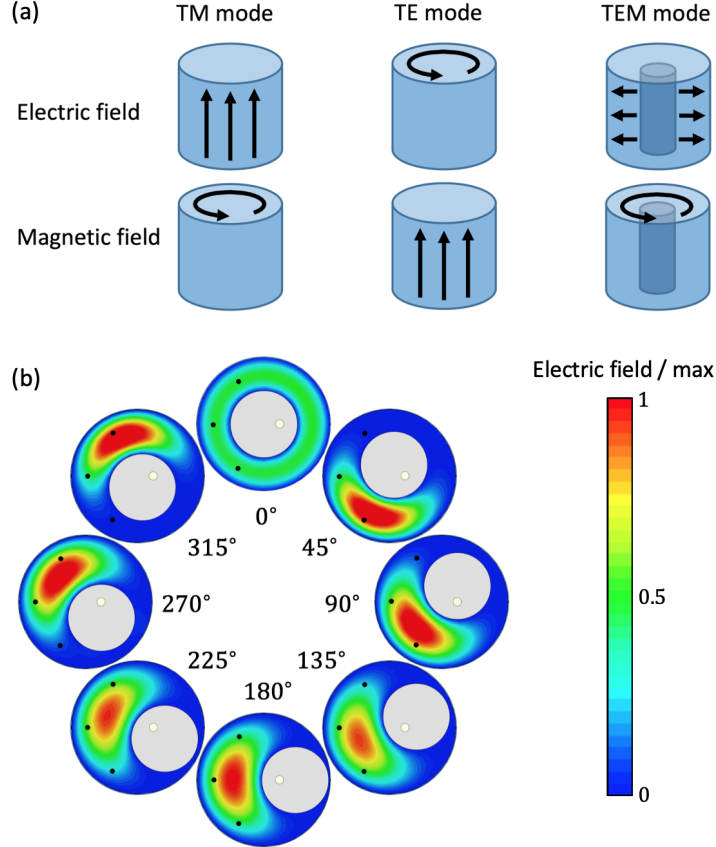 (a)
TM mode
TE mode
TEM mode
Electric field
Magnetic field
(b)
Electric field / max
1
0.5
0
0°
45°
90°
135°
180°
225°
270°
315°